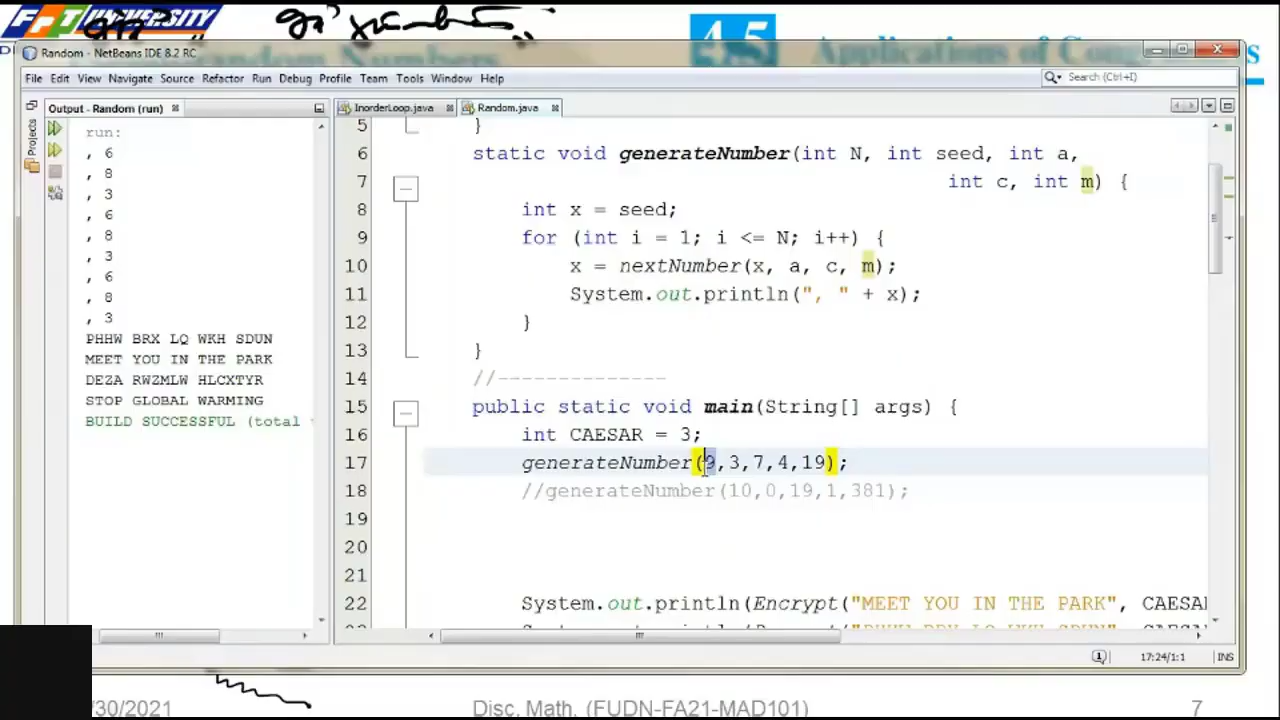 FPT UNIVERSITY
4.5 Applications of Cong
Random - NetBeans IDE 8.2 RC
File Edit View Navigate Source Refactor Run Debug Profile Team Tools Window Help
Search (Ctrl+I)
Output - Random (run)
InorderLoop.java
Random.java
Projects
run:
, 6
, 8
, 3
, 6
, 8
, 3
, 6
, 8
, 3
PHHW BRX LQ WKH SDUN
MEET YOU IN THE PARK
DEZA RWZMLW HLCXTYR
STOP GLOBAL WARMING
BUILD SUCCESSFUL (total
5 }
6 static void generateNumber(int N, int seed, int a,
7 int c, int m) {
8 int x = seed;
9 for (int i = 1; i <= N; i++) {
10 x = nextNumber(x, a, c, m);
11 System.out.println(", " + x);
12 }
13 }
14 //--------------
15 public static void main(String[] args) {
16 int CAESAR = 3;
17 generateNumber(9,3,7,4,19);
18 //generateNumber(10,0,19,1,381);
19
20
21
22 System.out.println(Encrypt("MEET YOU IN THE PARK", CAESAR
17:24/1:1 INS
/30/2021
Disc. Math. (FUDN-FA21-MAD101)
7